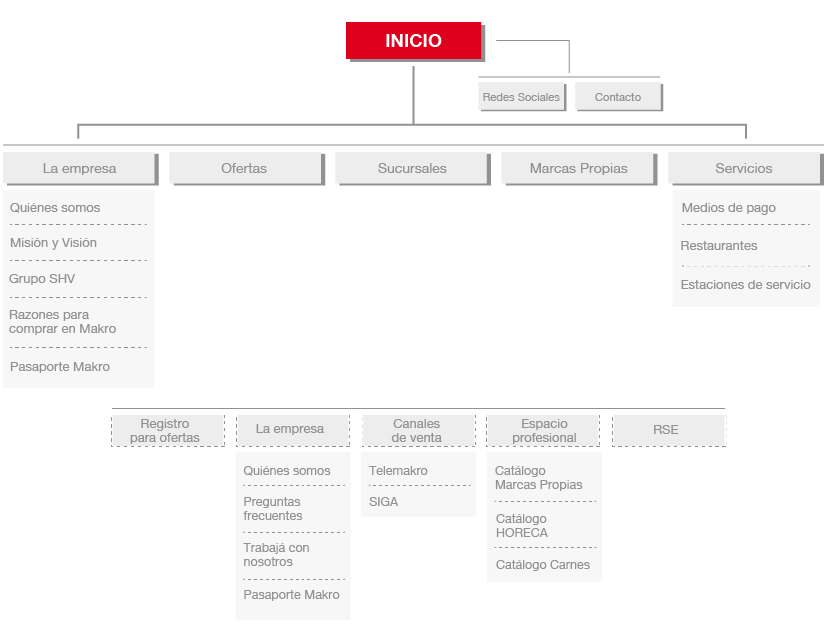 INICIO
Redes Sociales
Contacto
La empresa
Ofertas
Sucursales
Marcas Propias
Servicios
Quiénes somos
Misión y Visión
Grupo SHV
Razones para
comprar en Makro
Pasaporte Makro
Medios de pago
Restaurantes
Estaciones de servicio
Registro
para ofertas
La empresa
Canales
de venta
Espacio
profesional
RSE
Quiénes somos
Preguntas
frecuentes
Trabajá con
nosotros
Pasaporte Makro
Telemakro
SIGA
Catálogo
Marcas Propias
Catálogo
HORECA
Catálogo Carnes